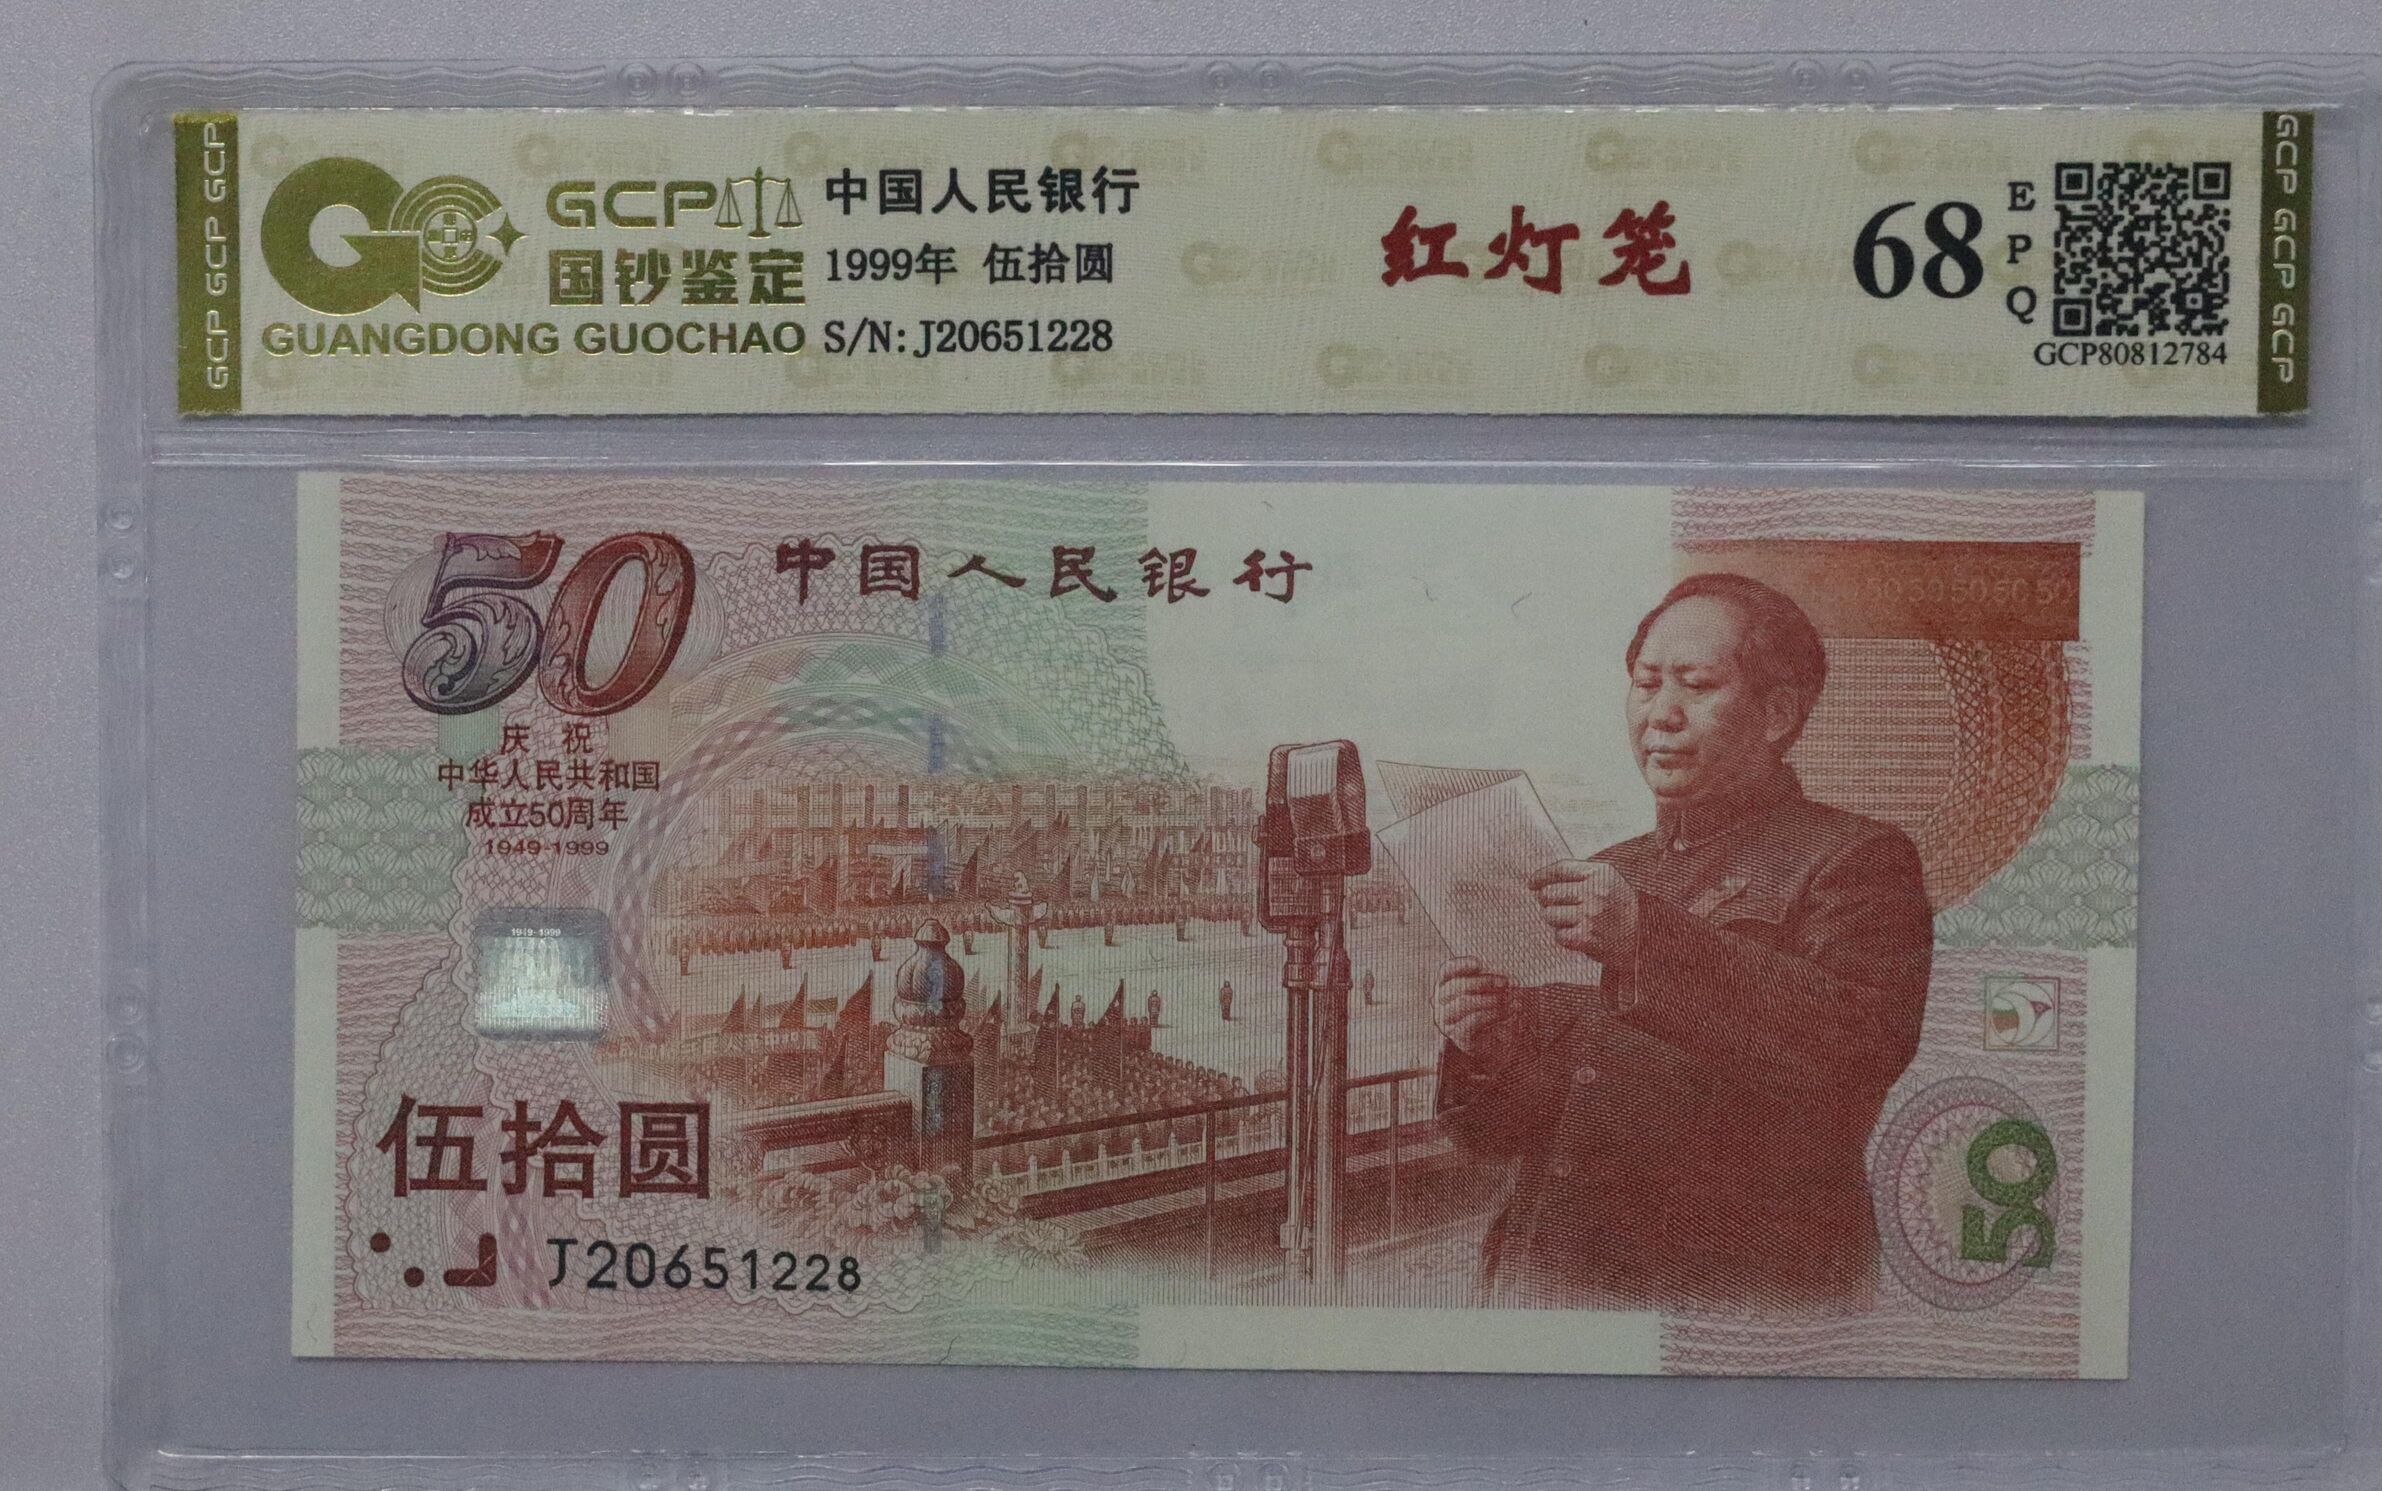 GCP GCP GCP
GCP
国钞鉴定
GUANGDONG GUOCHAO
中国人民银行
1999年 伍拾圆
S/N: J20651228
红灯笼
68
EPQ
GCP80812784
GCP GCP GCP
50
中国人民银行
庆祝
中华人民共和国
成立50周年
1949-1999
1949-1999
伍拾圆
J20651228
50